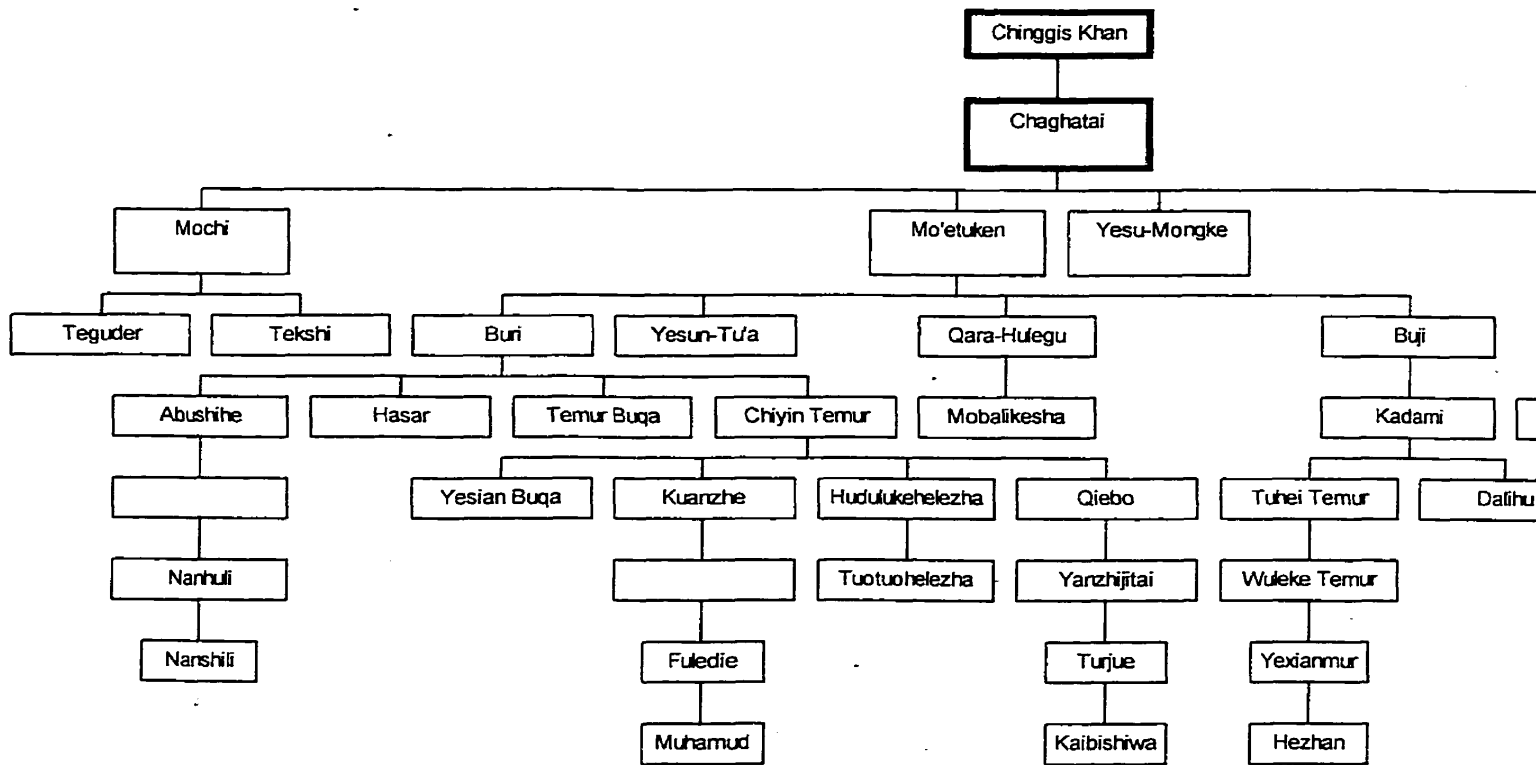 Chinggis Khan
Chaghatai
Mochi
Mo'etuken
Yesu-Mongke
Teguder
Tekshi
Buri
Yesun-Tu'a
Qara-Hulegu
Buji
Abushihe
Hasar
Temur Buqa
Chiyin Temur
Mobalikesha
Kadami
Yesian Buqa
Kuanzhe
Hudulukehelezha
Qiebo
Tuhei Temur
Dalihu
Nanhuli
Tuotuohelezha
Yanzhijitai
Wuleke Temur
Nanshili
Fuledie
Turjue
Yexianmur
Muhamud
Kaibishiwa
Hezhan